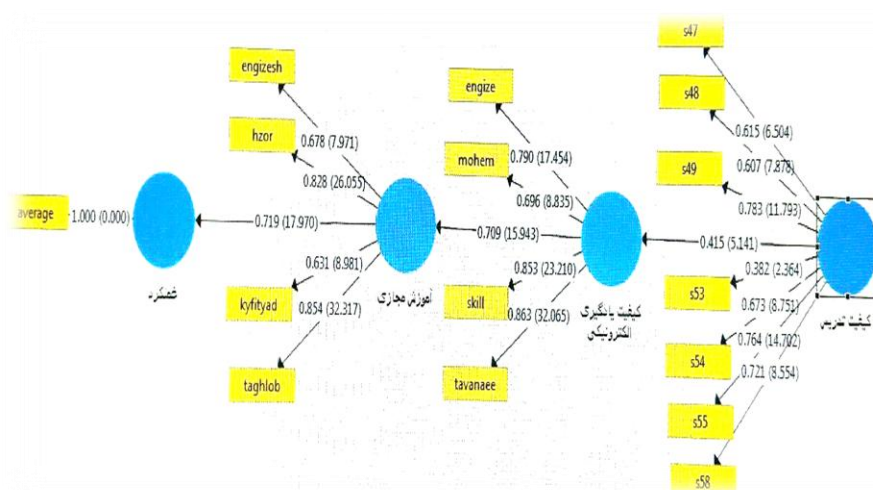 engizesh
hzor
kyfityad
taghlob
average
1.000 (0.000)
0.678 (7.971)
0.828 (26.055)
0.719 (17.970)
0.631 (8.981)
0.854 (32.317)
آموزش مجازی
engize
mohem
skill
tavanaee
0.790 (17.454)
0.696 (8.835)
0.709 (15.943)
0.853 (23.210)
0.863 (32.065)
کیفیت یادگیری
الکترونیکی
s47
s48
s49
s53
s54
s55
s58
0.615 (6.504)
0.607 (7.878)
0.783 (11.793)
0.415 (5.141)
0.382 (2.364)
0.673 (8.751)
0.764 (14.702)
0.721 (8.554)
کیفیت تدریس